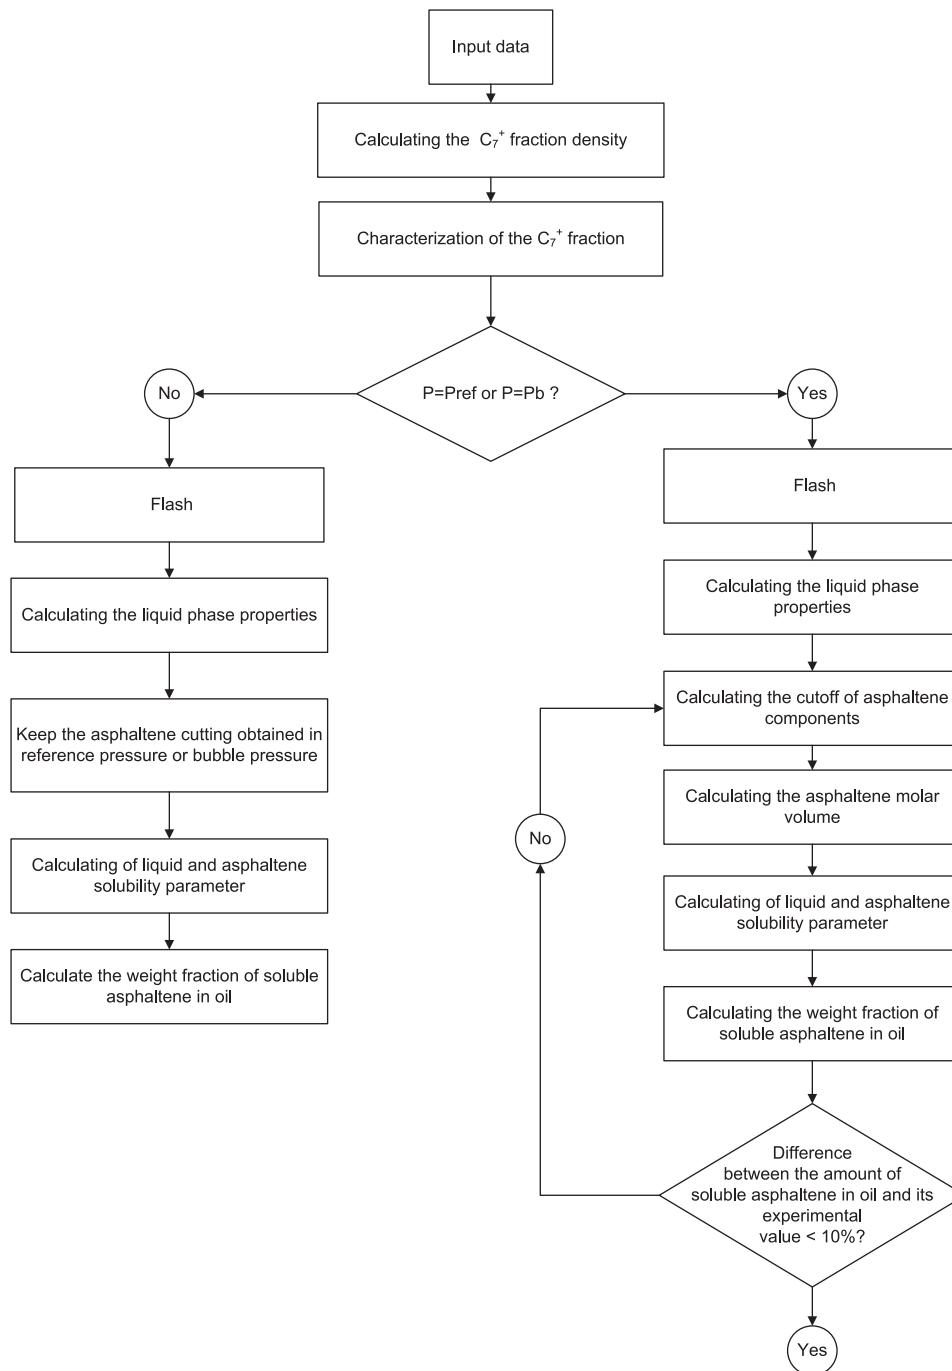 Input data
Calculating the C₇⁺ fraction density
Characterization of the C₇⁺ fraction
P=Pref or P=Pb ?
No
Flash
Calculating the liquid phase properties
Keep the asphaltene cutting obtained in
reference pressure or bubble pressure
Calculating of liquid and asphaltene
solubility parameter
Calculate the weight fraction of soluble
asphaltene in oil
Yes
Flash
Calculating the liquid phase
properties
Calculating the cutoff of asphaltene
components
Calculating the asphaltene molar
volume
No
Calculating of liquid and asphaltene
solubility parameter
Calculating the weight fraction of
soluble asphaltene in oil
Difference
between the amount of
soluble asphaltene in oil and its
experimental
value < 10%?
Yes